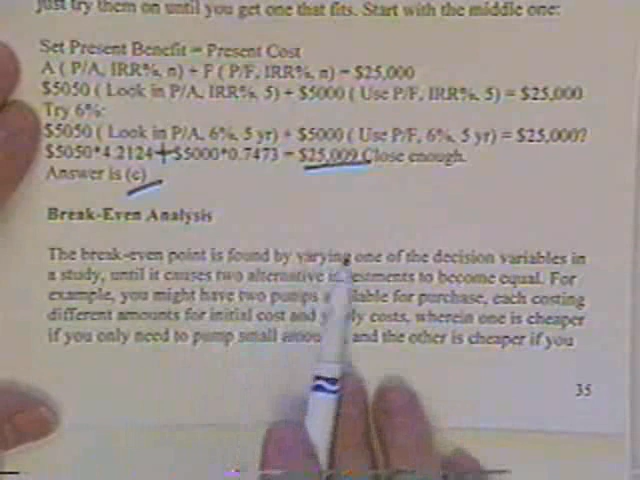 just try them on until you get one that fits. Start with the middle one:
Set Present Benefit = Present Cost
A ( P/A, IRR%, n) + F ( P/F, IRR%, n) = $25,000
$5050 ( Look in P/A, IRR%, 5) + $5000 ( Use P/F, IRR%, 5) = $25,000
Try 6%:
$5050 ( Look in P/A, 6%, 5 yr) + $5000 ( Use P/F, 6%, 5 yr) = $25,000?
$5050*4.2124 + $5000*0.7473 = $25,009 Close enough.
Answer is (c)
Break-Even Analysis
The break-even point is found by varying one of the decision variables in
a study, until it causes two alternative to become equal. For
example, you might have two pumps for purchase, each costing
different amounts for initial cost and costs, wherein one is cheaper
if you only need to pump small and the other is cheaper if you
35